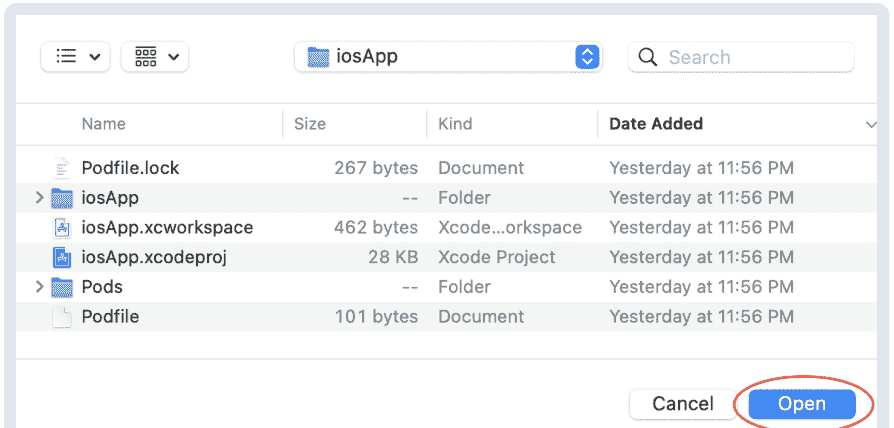 iosApp Search
Name Size Kind Date Added
Podfile.lock 267 bytes Document Yesterday at 11:56 PM
iosApp -- Folder Yesterday at 11:56 PM
iosApp.xcworkspace 462 bytes Xcode...orkspace Yesterday at 11:56 PM
iosApp.xcodeproj 28 KB Xcode Project Yesterday at 11:56 PM
Pods -- Folder Yesterday at 11:56 PM
Podfile 101 bytes Document Yesterday at 11:56 PM
Cancel Open